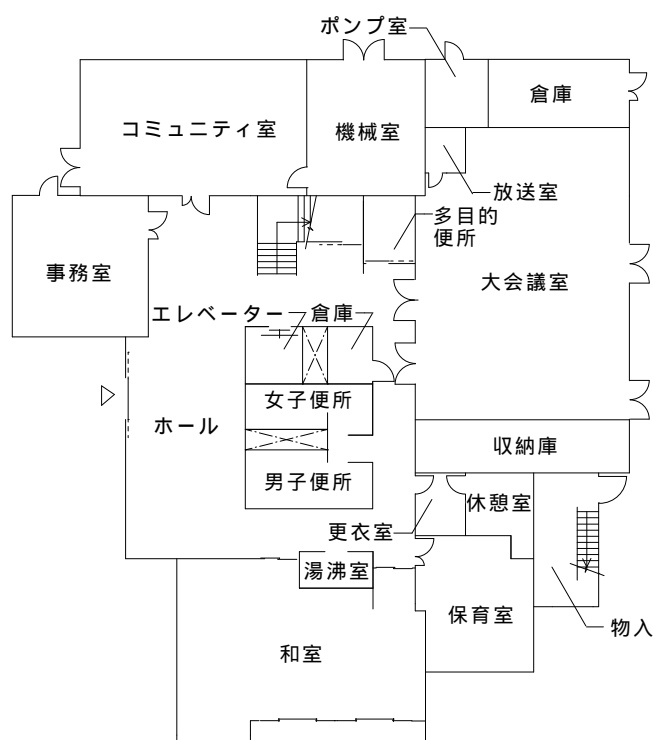 ポンプ室
倉庫
コミュニティ室
機械室
放送室
多目的
便所
事務室
大会議室
エレベーター
倉庫
女子便所
ホール
収納庫
男子便所
休憩室
更衣室
湯沸室
保育室
物入
和室